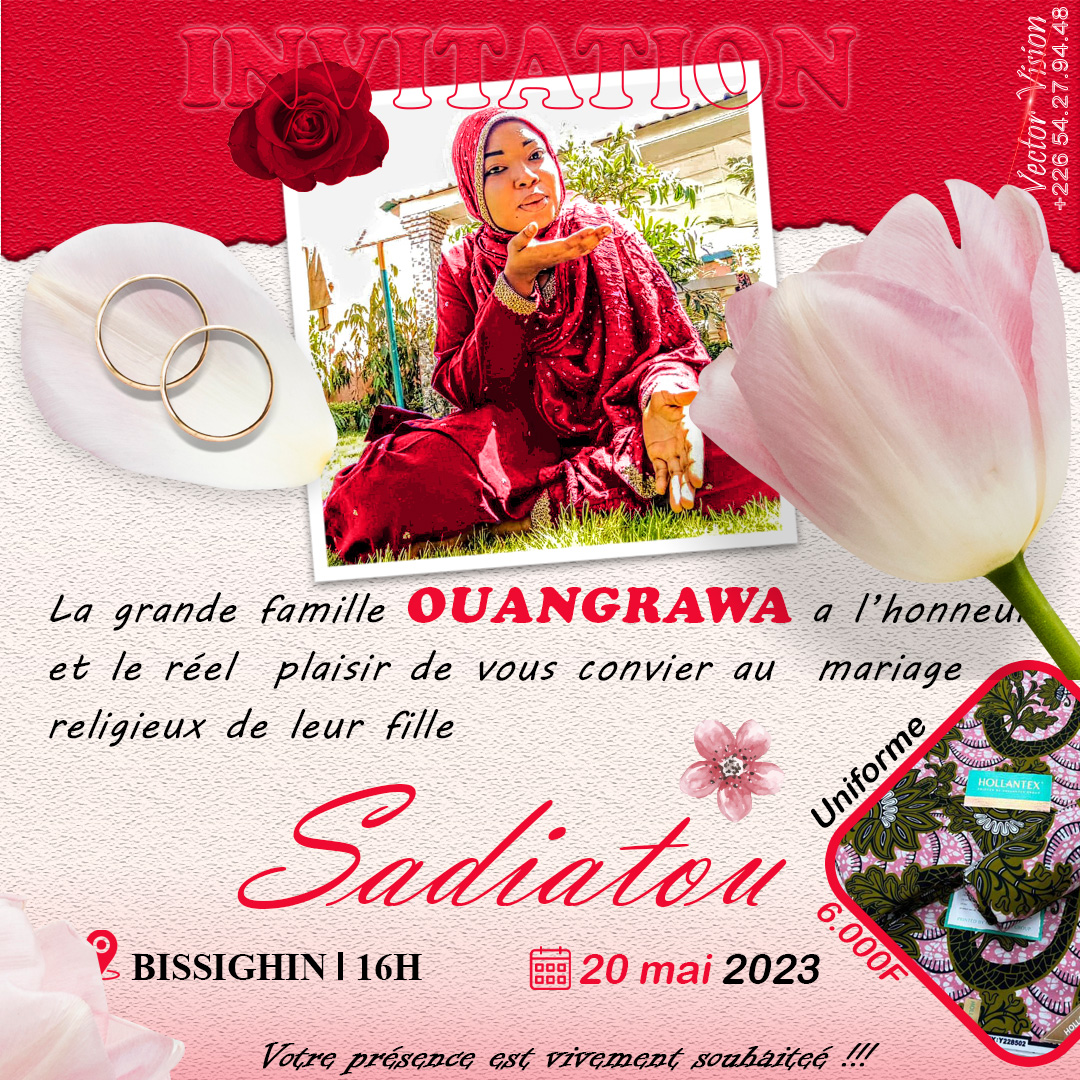 INVITATION
Vector Vision
+226 54.27.94.48
La grande famille OUANGRAWA a l'honneur
et le réel plaisir de vous convier au mariage
religieux de leur fille
Sadiatou
Uniforme
HOLLANTEX
6.000F
BISSIGHIN | 16H
20 mai 2023
Y228502
Votre présence est vivement souhaiteé !!!